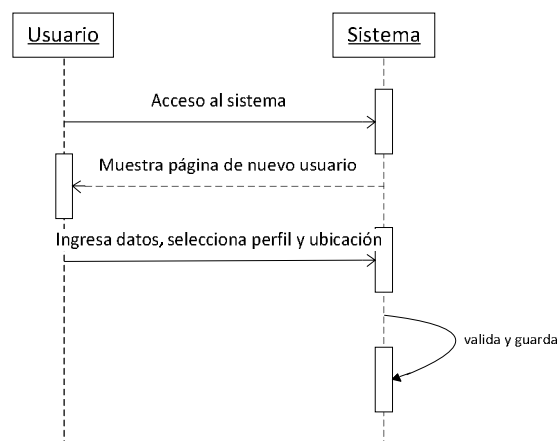 Usuario
Sistema
Acceso al sistema
Muestra página de nuevo usuario
Ingresa datos, selecciona perfil y ubicación
valida y guarda